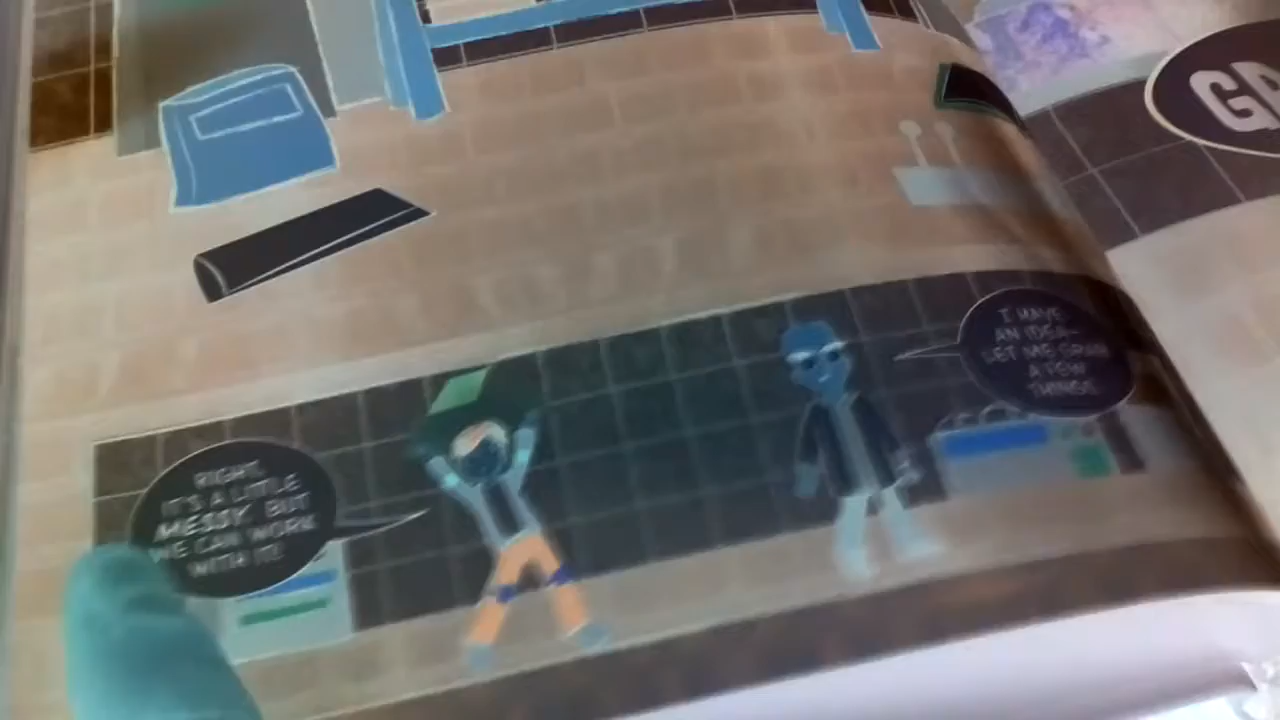 RIGHT,
IT'S A LITTLE
MESSY, BUT
WE CAN WORK
WITH IT!
I HAVE
AN IDEA–
LET ME GRAB
A FEW
THINGS